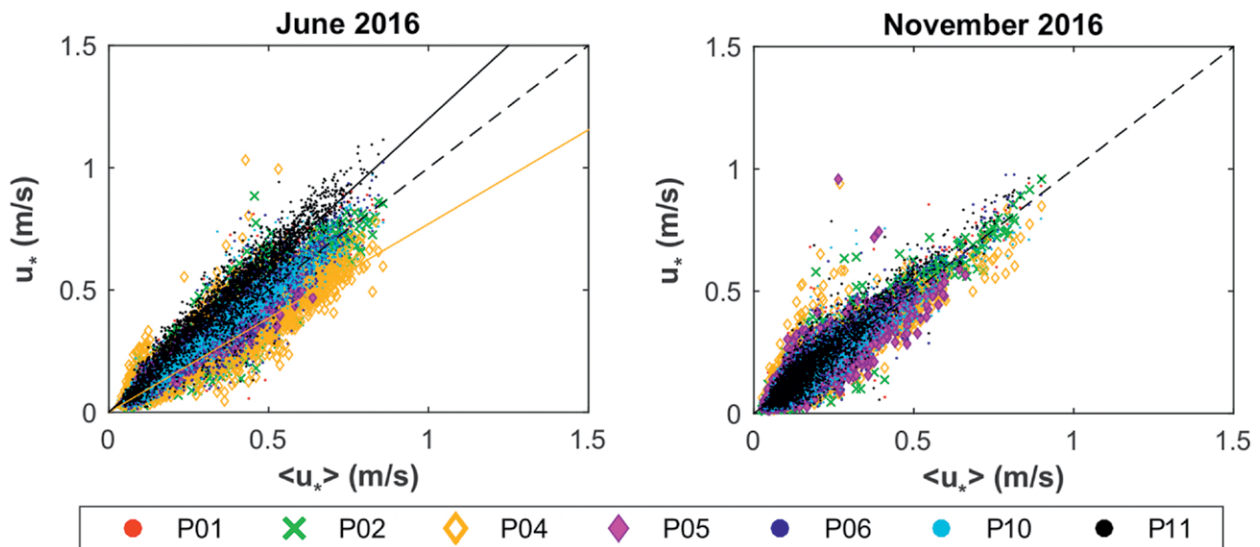 June 2016
1.5
1
0.5
0
0 0.5 1 1.5
u* (m/s)
<u*> (m/s)
November 2016
1.5
1
0.5
0
0 0.5 1 1.5
u* (m/s)
<u*> (m/s)
P01 P02 P04 P05 P06 P10 P11